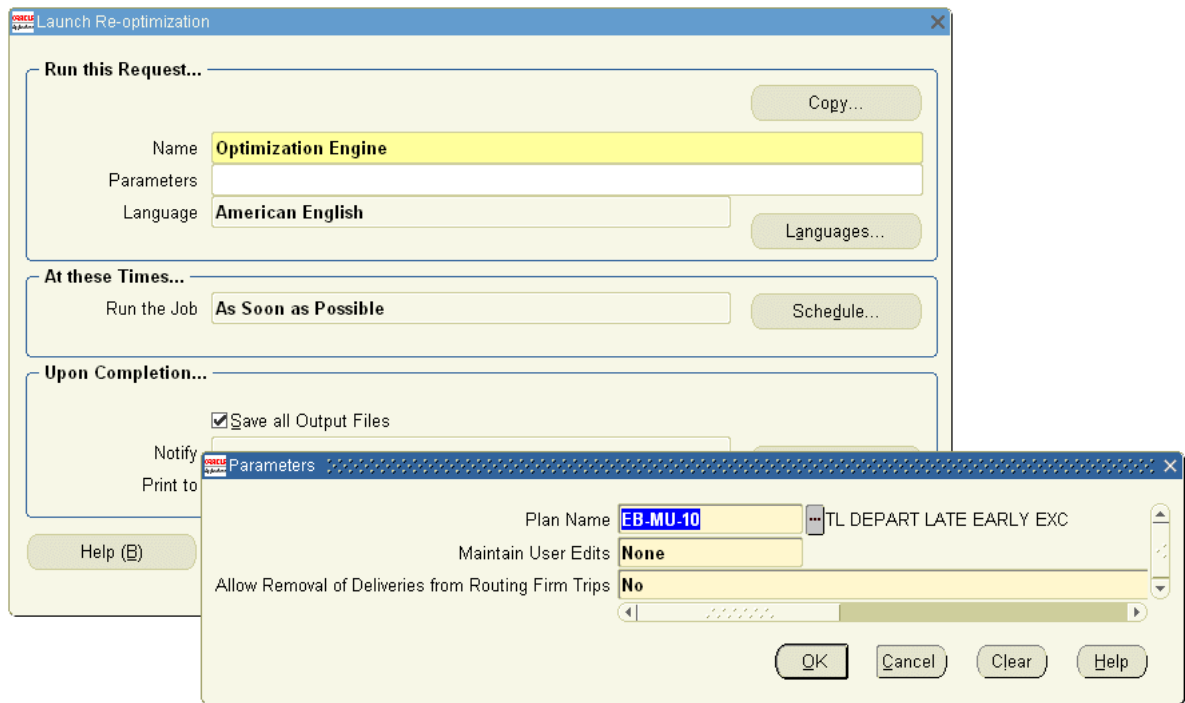 ORACLE
Launch Re-optimization
Run this Request...
Copy...
Name Optimization Engine
Parameters
Language American English
Languages...
At these Times...
Run the Job As Soon as Possible
Schedule...
Upon Completion...
Save all Output Files
Notify
Print to
Help (B)
ORACLE
Parameters
Plan Name EB-MU-10 ... TL DEPART LATE EARLY EXC
Maintain User Edits None
Allow Removal of Deliveries from Routing Firm Trips No
OK Cancel Clear Help